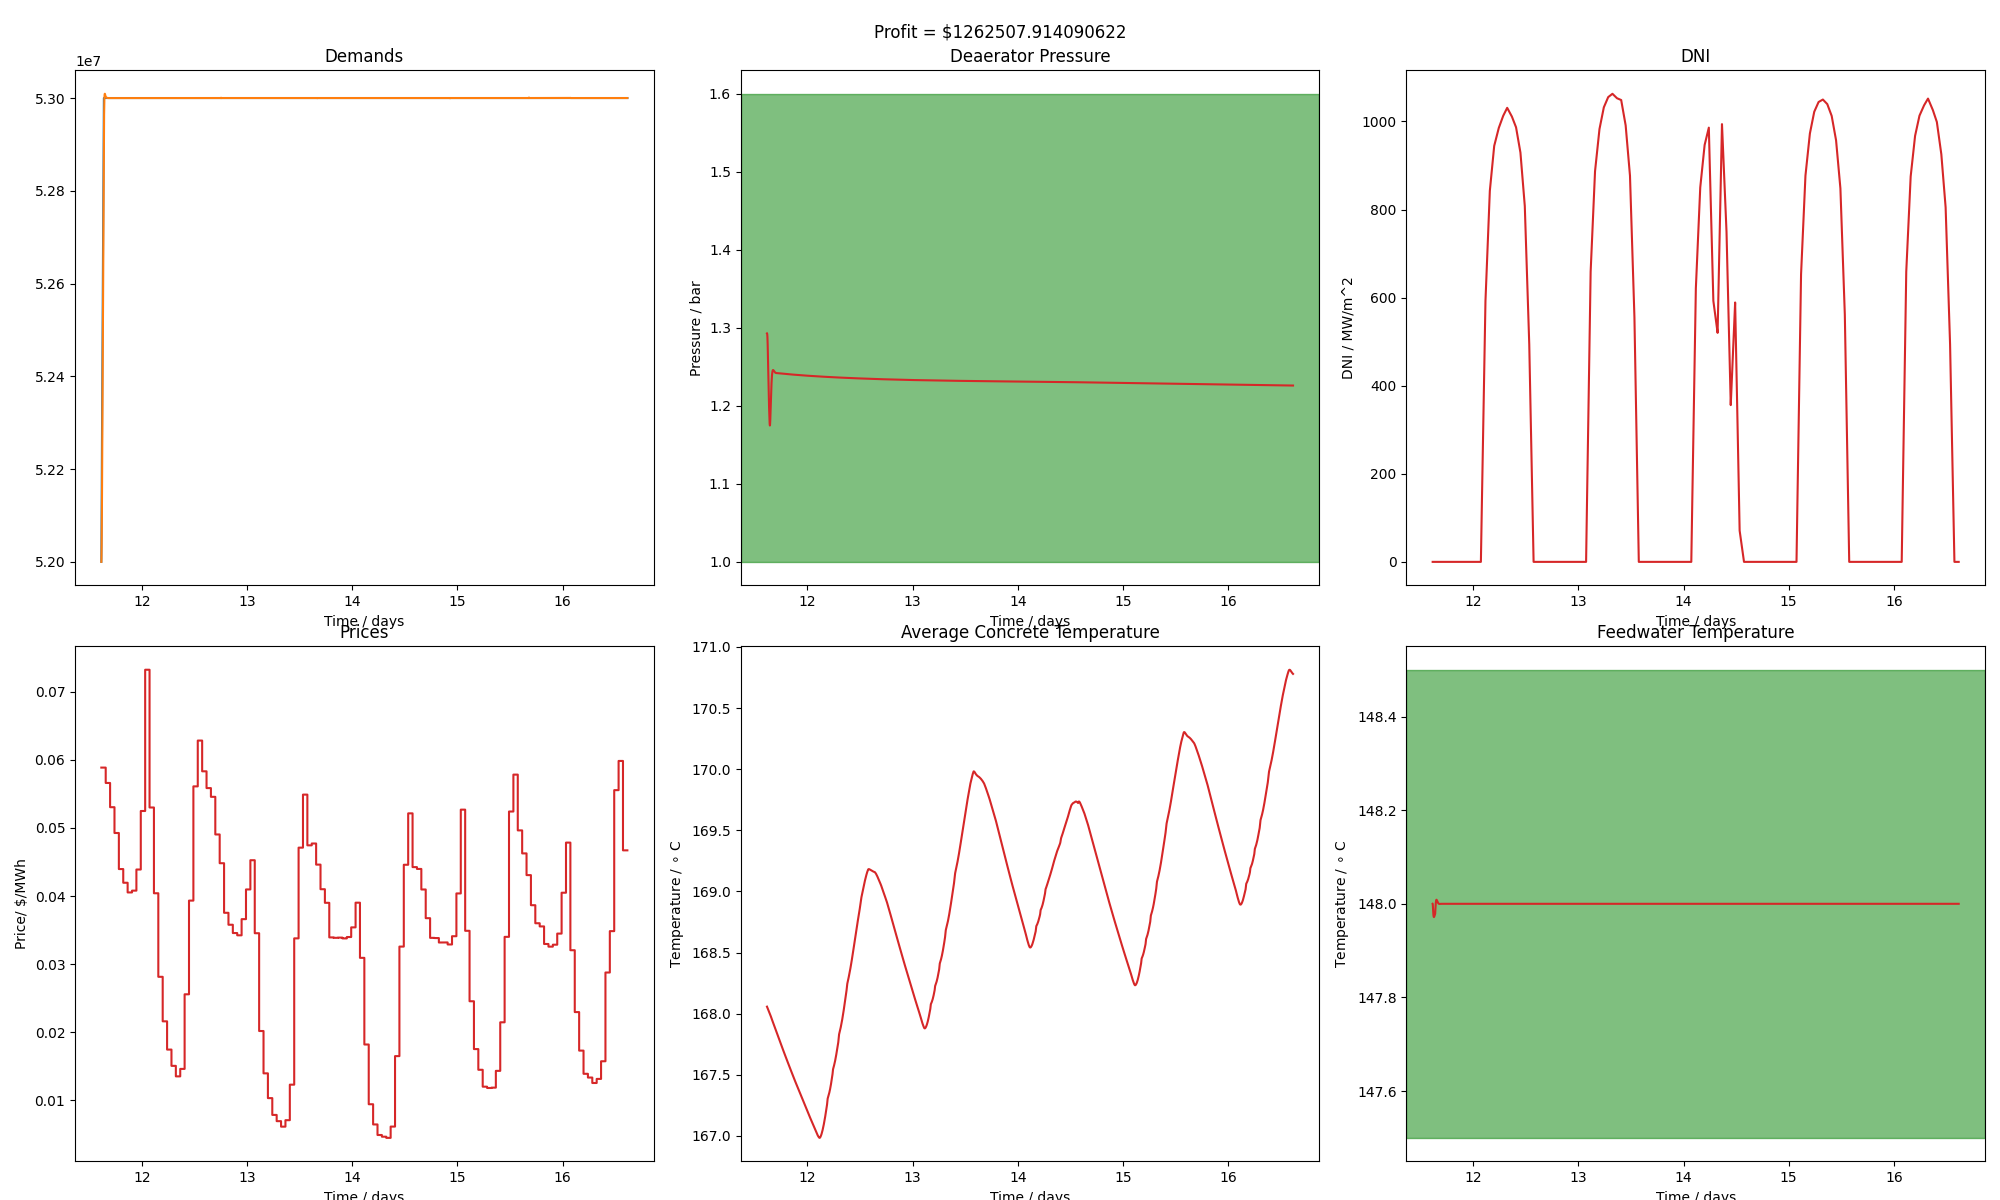 Profit = $1262507.914090622
Demands
1e7
5.30
5.28
5.26
5.24
5.22
5.20
12 13 14 15 16
Time / days
Deaerator Pressure
Pressure / bar
1.6
1.5
1.4
1.3
1.2
1.1
1.0
12 13 14 15 16
Time / days
DNI
DNI / MW/m^2
1000
800
600
400
200
0
12 13 14 15 16
Time / days
Prices
Price/ $/MWh
0.07
0.06
0.05
0.04
0.03
0.02
0.01
12 13 14 15 16
Time / days
Average Concrete Temperature
Temperature / ∘ C
171.0
170.5
170.0
169.5
169.0
168.5
168.0
167.5
167.0
12 13 14 15 16
Time / days
Feedwater Temperature
Temperature / ∘ C
148.4
148.2
148.0
147.8
147.6
12 13 14 15 16
Time / days